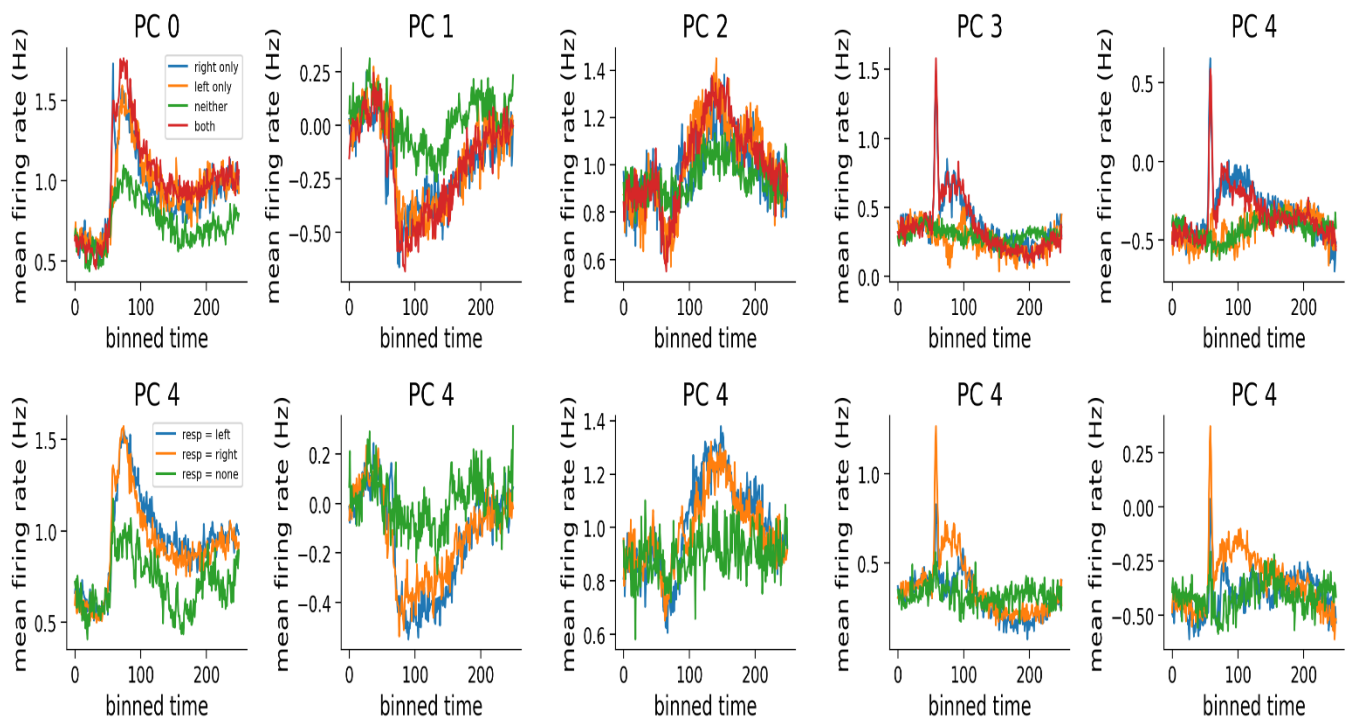 PC 0 PC 1 PC 2 PC 3 PC 4
mean firing rate (Hz) mean firing rate (Hz) mean firing rate (Hz) mean firing rate (Hz) mean firing rate (Hz)
right only
left only
neither
both
1.5 1.0 0.5
0.25 0.00 −0.25 −0.50
1.4 1.2 1.0 0.8 0.6
1.5 1.0 0.5 0.0
0.5 0.0 −0.5
0 100 200 0 100 200 0 100 200 0 100 200 0 100 200
binned time binned time binned time binned time binned time
PC 4 PC 4 PC 4 PC 4 PC 4
mean firing rate (Hz) mean firing rate (Hz) mean firing rate (Hz) mean firing rate (Hz) mean firing rate (Hz)
resp = left
resp = right
resp = none
1.5 1.0 0.5
0.2 0.0 −0.2 −0.4
1.4 1.2 1.0 0.8 0.6
1.0 0.5
0.25 0.00 −0.25 −0.50
0 100 200 0 100 200 0 100 200 0 100 200 0 100 200
binned time binned time binned time binned time binned time